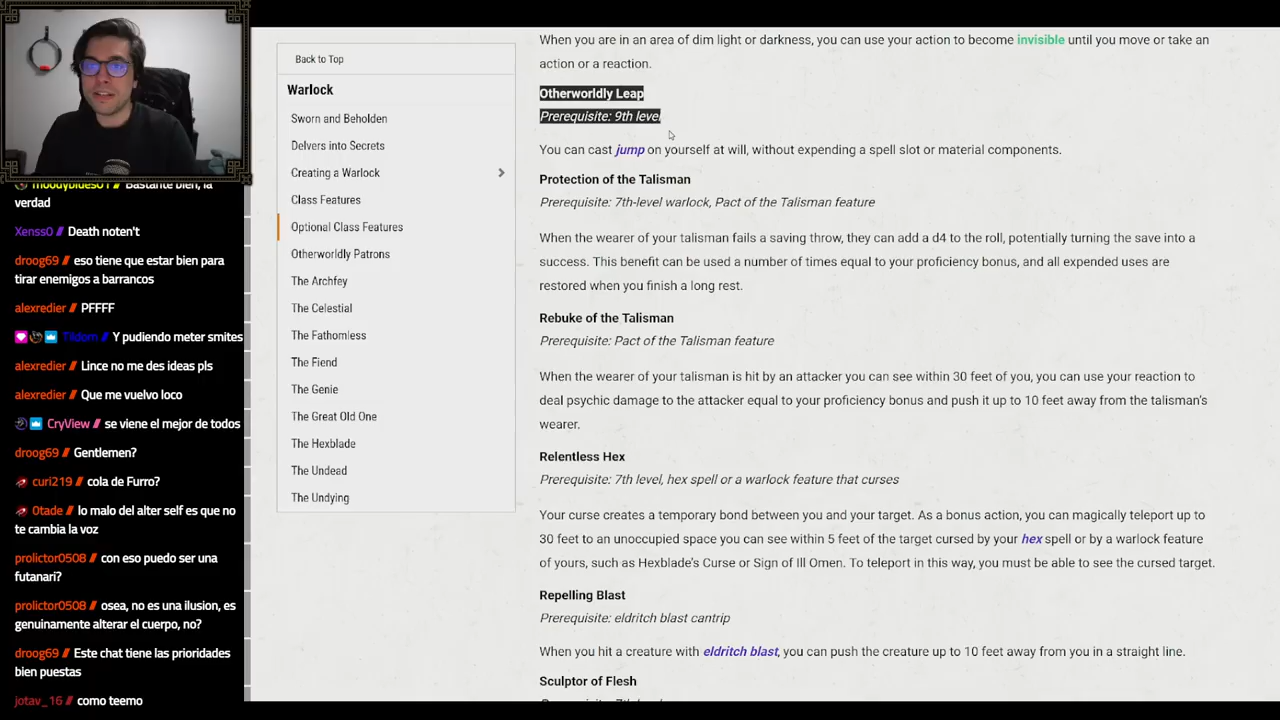 moodyblues01 // Bastante bien, la
verdad
Xenss0 // Death noten't
droog69 // eso tiene que estar bien para
tirar enemigos a barrancos
alexredier // PFFFF
Tildom // Y pudiendo meter smites
alexredier // Lince no me des ideas pls
alexredier // Que me vuelvo loco
CryView // se viene el mejor de todos
droog69 // Gentlemen?
curi219 // cola de Furro?
0tade // lo malo del alter self es que no
te cambia la voz
prolictor0508 // con eso puedo ser una
futanari?
prolictor0508 // osea, no es una ilusion, es
genuinamente alterar el cuerpo, no?
droog69 // Este chat tiene las prioridades
bien puestas
jotav_16 // como teemo
Back to Top
Warlock
Sworn and Beholden
Delvers into Secrets
Creating a Warlock
Class Features
Optional Class Features
Otherworldly Patrons
The Archfey
The Celestial
The Fathomless
The Fiend
The Genie
The Great Old One
The Hexblade
The Undead
The Undying
When you are in an area of dim light or darkness, you can use your action to become invisible until you move or take an
action or a reaction.
Otherworldly Leap
Prerequisite: 9th level
You can cast jump on yourself at will, without expending a spell slot or material components.
Protection of the Talisman
Prerequisite: 7th-level warlock, Pact of the Talisman feature
When the wearer of your talisman fails a saving throw, they can add a d4 to the roll, potentially turning the save into a
success. This benefit can be used a number of times equal to your proficiency bonus, and all expended uses are
restored when you finish a long rest.
Rebuke of the Talisman
Prerequisite: Pact of the Talisman feature
When the wearer of your talisman is hit by an attacker you can see within 30 feet of you, you can use your reaction to
deal psychic damage to the attacker equal to your proficiency bonus and push it up to 10 feet away from the talisman's
wearer.
Relentless Hex
Prerequisite: 7th level, hex spell or a warlock feature that curses
Your curse creates a temporary bond between you and your target. As a bonus action, you can magically teleport up to
30 feet to an unoccupied space you can see within 5 feet of the target cursed by your hex spell or by a warlock feature
of yours, such as Hexblade's Curse or Sign of Ill Omen. To teleport in this way, you must be able to see the cursed target.
Repelling Blast
Prerequisite: eldritch blast cantrip
When you hit a creature with eldritch blast, you can push the creature up to 10 feet away from you in a straight line.
Sculptor of Flesh